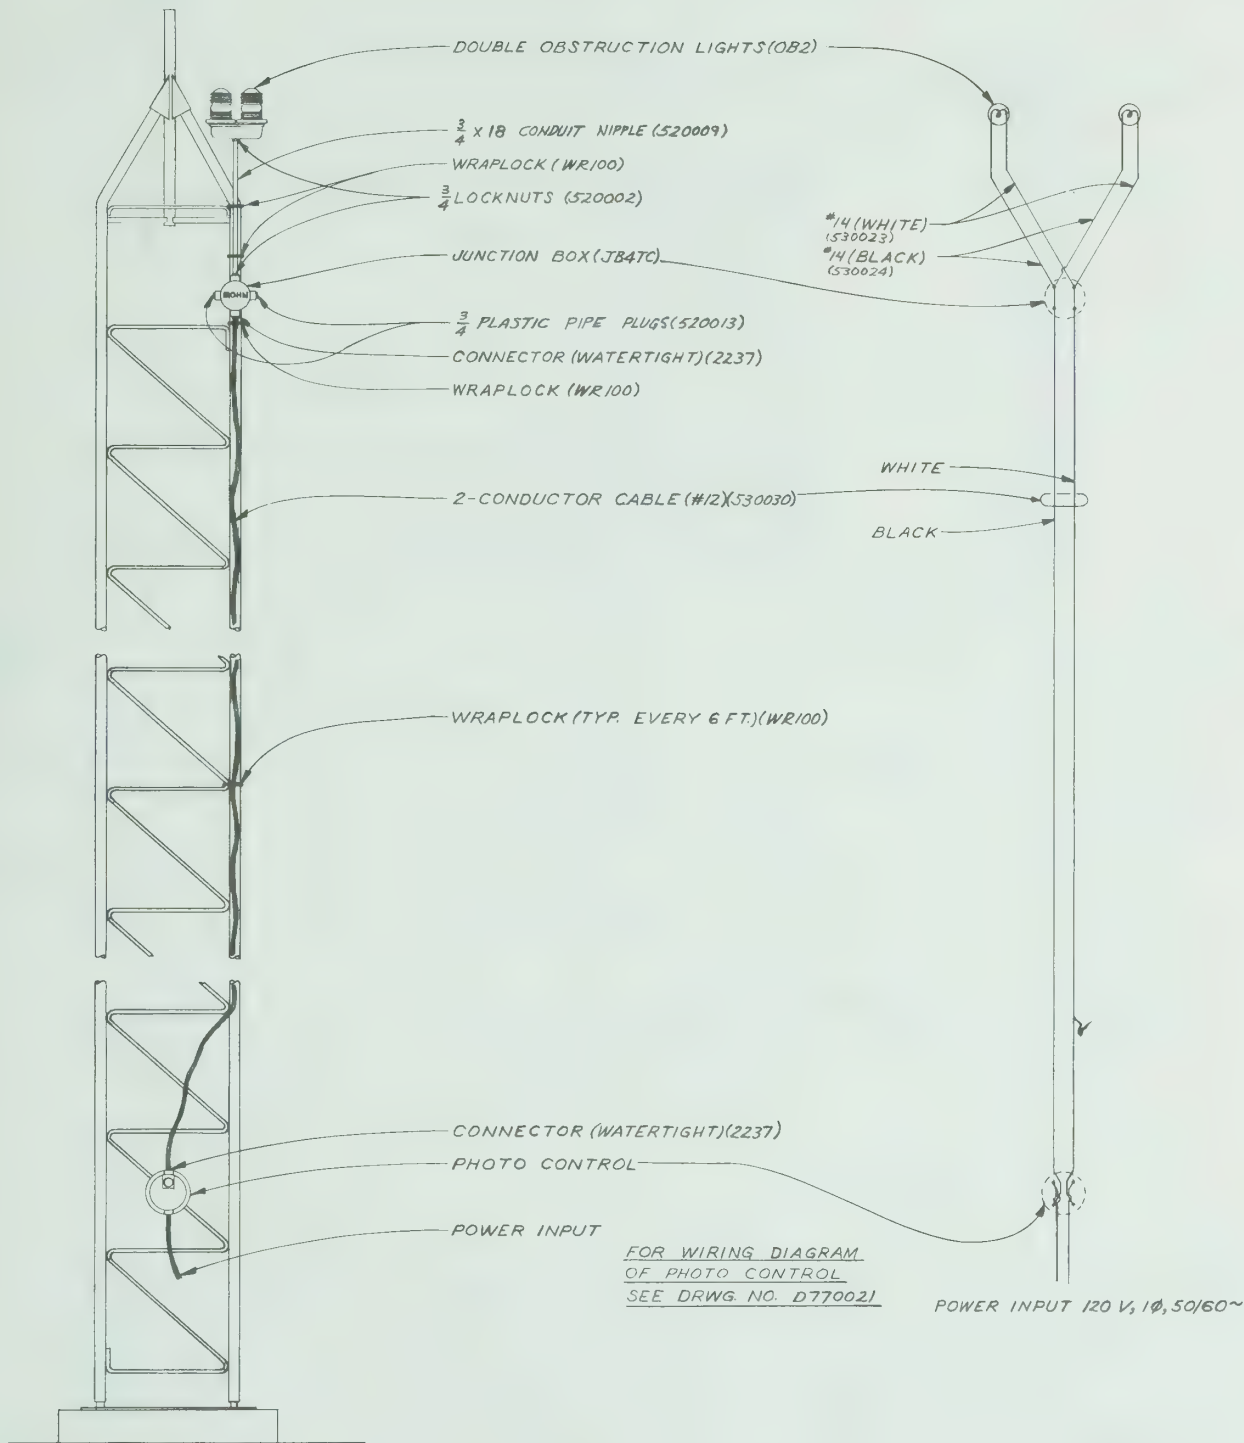 DOUBLE OBSTRUCTION LIGHTS (OB2)
3/4 X 18 CONDUIT NIPPLE (520009)
WRAPLOCK (WR100)
3/4 LOCKNUTS (520002)
#14 (WHITE)
(530023)
#14 (BLACK)
(530024)
JUNCTION BOX (JB4TC)
ROHN
3/4 PLASTIC PIPE PLUGS (520013)
CONNECTOR (WATERTIGHT) (2237)
WRAPLOCK (WR100)
WHITE
2-CONDUCTOR CABLE (#12)(530030)
BLACK
WRAPLOCK (TYP. EVERY 6 FT.) (WR100)
CONNECTOR (WATERTIGHT) (2237)
PHOTO CONTROL
POWER INPUT
FOR WIRING DIAGRAM
OF PHOTO CONTROL
SEE DRWG. NO. D770021
POWER INPUT 120 V, 1Ø, 50/60~